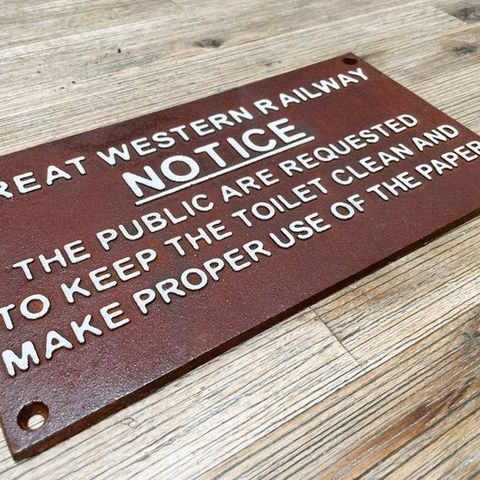 REAT WESTERN RAILWAY
NOTICE
THE PUBLIC ARE REQUESTED
TO KEEP THE TOILET CLEAN AND
MAKE PROPER USE OF THE PAPER